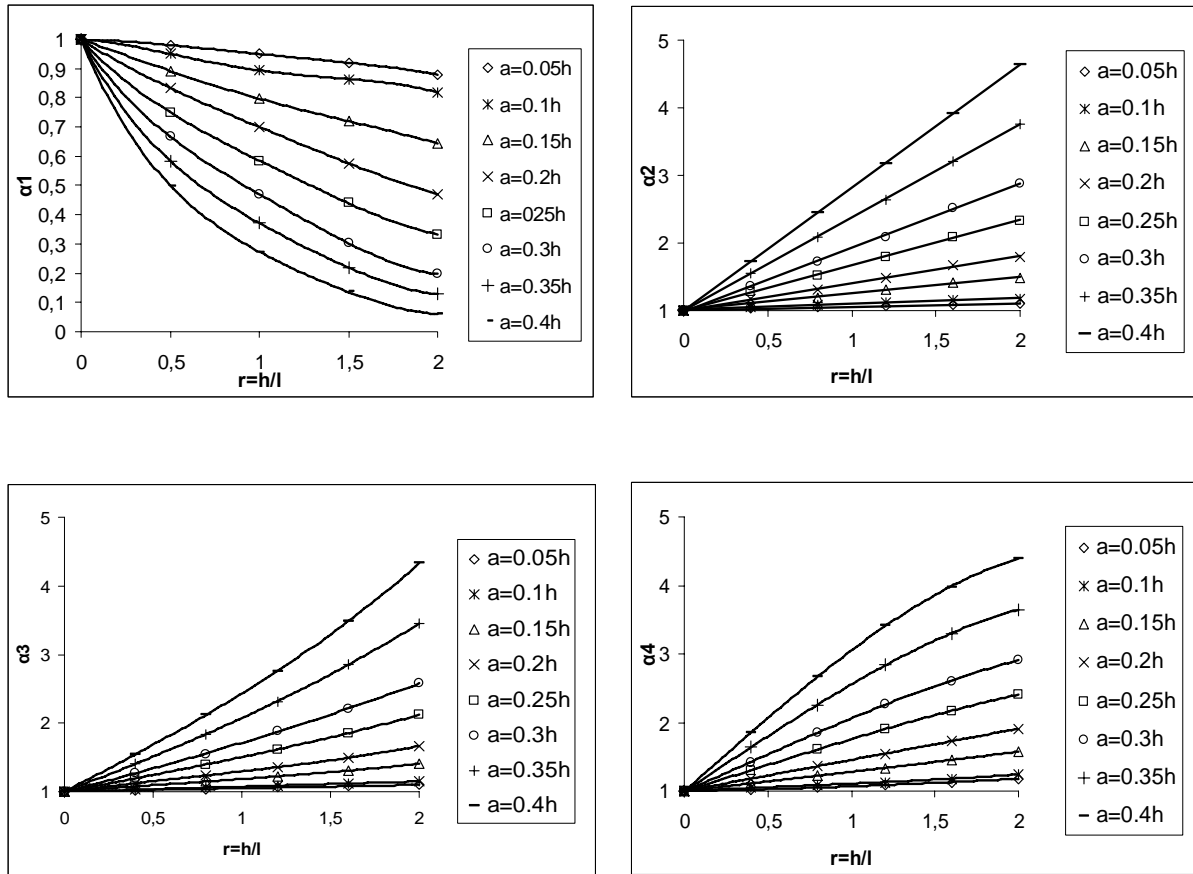 1
0,9
0,8
0,7
0,6
0,5
0,4
0,3
0,2
0,1
0
α1
0 0,5 1 1,5 2
r=h/l
a=0.05h
a=0.1h
a=0.15h
a=0.2h
a=025h
a=0.3h
a=0.35h
a=0.4h
5
4
3
2
1
α2
0 0,5 1 1,5 2
r=h/l
a=0.05h
a=0.1h
a=0.15h
a=0.2h
a=0.25h
a=0.3h
a=0.35h
a=0.4h
5
4
3
2
1
α3
0 0,5 1 1,5 2
r=h/l
a=0.05h
a=0.1h
a=0.15h
a=0.2h
a=0.25h
a=0.3h
a=0.35h
a=0.4h
5
4
3
2
1
α4
0 0,5 1 1,5 2
r=h/l
a=0.05h
a=0.1h
a=0.15h
a=0.2h
a=0.25h
a=0.3h
a=0.35h
a=0.4h